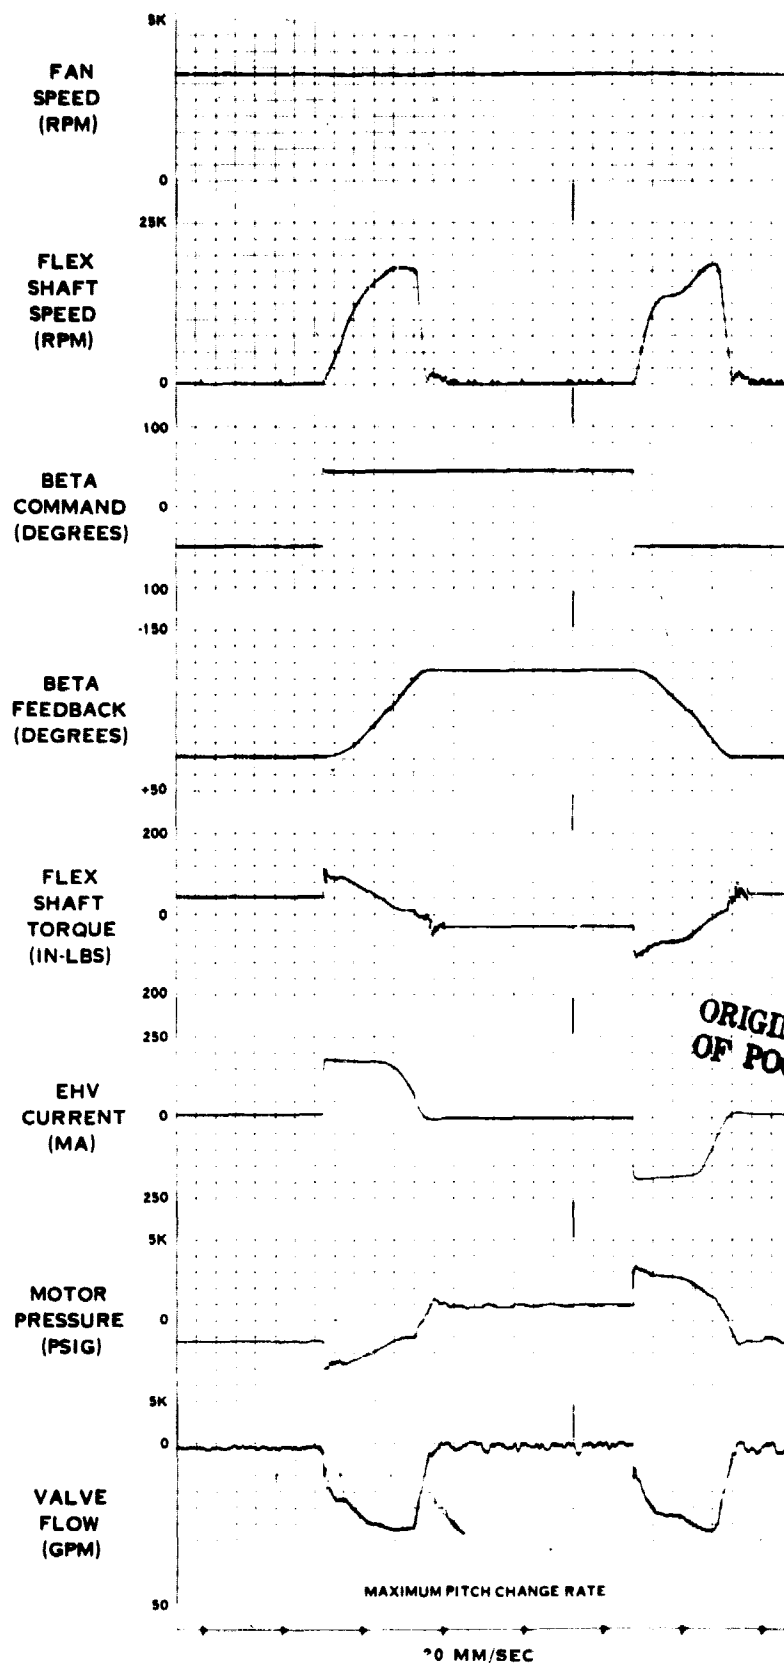 5K
FAN
SPEED
(RPM)
0
25K
FLEX
SHAFT
SPEED
(RPM)
0
100
BETA
COMMAND
(DEGREES)
0
100
-150
BETA
FEEDBACK
(DEGREES)
+50
200
FLEX
SHAFT
TORQUE
(IN-LBS)
0
200
250
EHV
CURRENT
(MA)
0
250
5K
MOTOR
PRESSURE
(PSIG)
0
5K
0
VALVE
FLOW
(GPM)
50
MAXIMUM PITCH CHANGE RATE
MM/SEC
OF